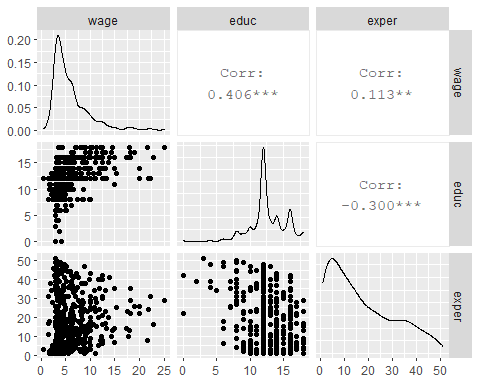 wage educ exper
0.20
0.15
0.10
0.05
0.00
Corr:
0.406***
Corr:
0.113**
wage
15
10
5
0
Corr:
-0.300***
educ
50
40
30
20
10
0
exper
0 5 10 15 20 25 0 5 10 15 0 10 20 30 40 50